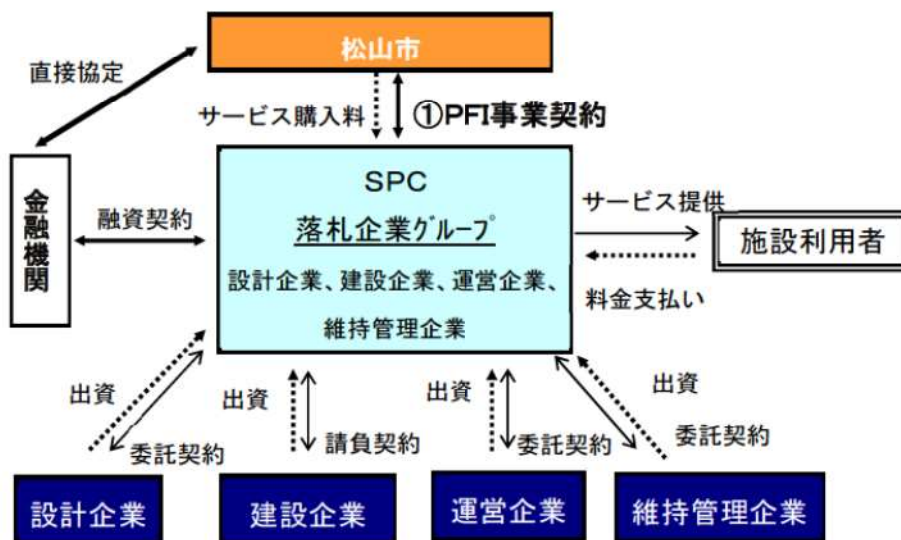 松山市
直接協定
サービス購入料
①PFI事業契約
金融機関
融資契約
SPC
落札企業グループ
設計企業、建設企業、運営企業、
維持管理企業
サービス提供
施設利用者
料金支払い
出資
委託契約
出資
請負契約
出資
委託契約
出資
委託契約
設計企業
建設企業
運営企業
維持管理企業